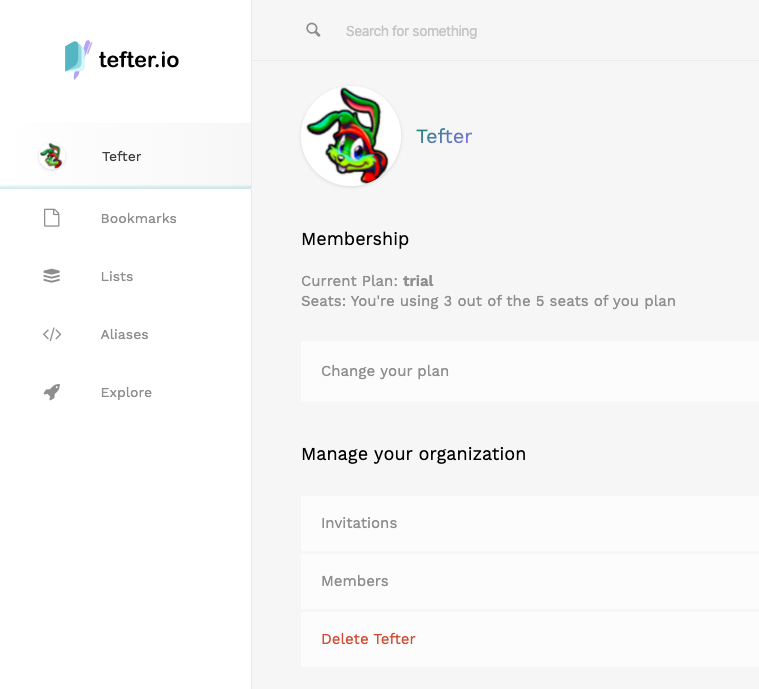 tefter.io
Search for something
Tefter
Bookmarks
Lists
Aliases
Explore
Tefter
Membership
Current Plan: trial
Seats: You're using 3 out of the 5 seats of you plan
Change your plan
Manage your organization
Invitations
Members
Delete Tefter